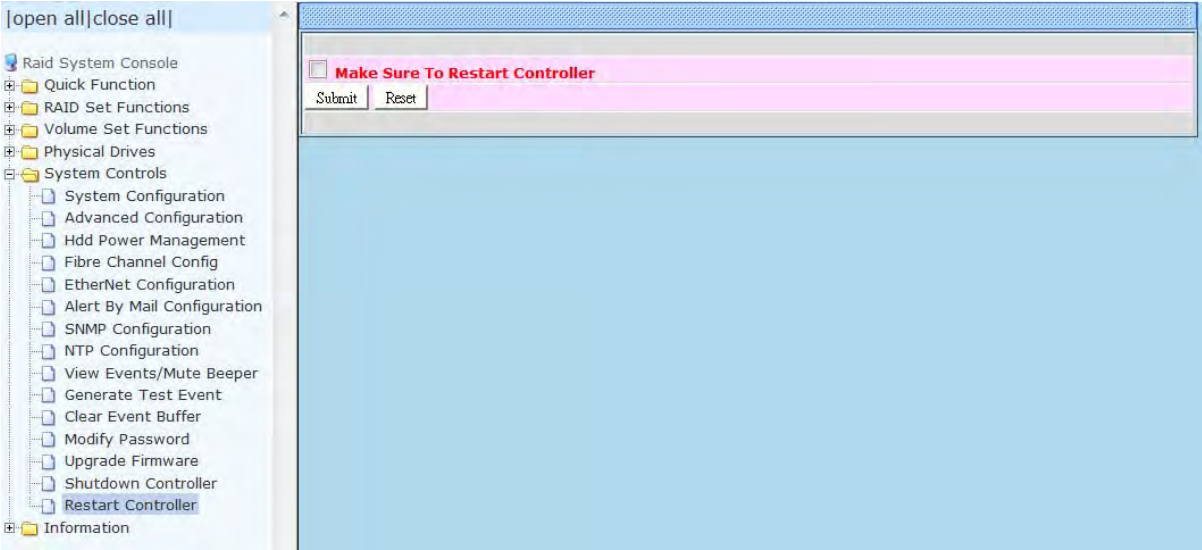 |open all|close all|
Raid System Console
Quick Function
RAID Set Functions
Volume Set Functions
Physical Drives
System Controls
System Configuration
Advanced Configuration
Hdd Power Management
Fibre Channel Config
EtherNet Configuration
Alert By Mail Configuration
SNMP Configuration
NTP Configuration
View Events/Mute Beeper
Generate Test Event
Clear Event Buffer
Modify Password
Upgrade Firmware
Shutdown Controller
Restart Controller
Information
Make Sure To Restart Controller
Submit Reset